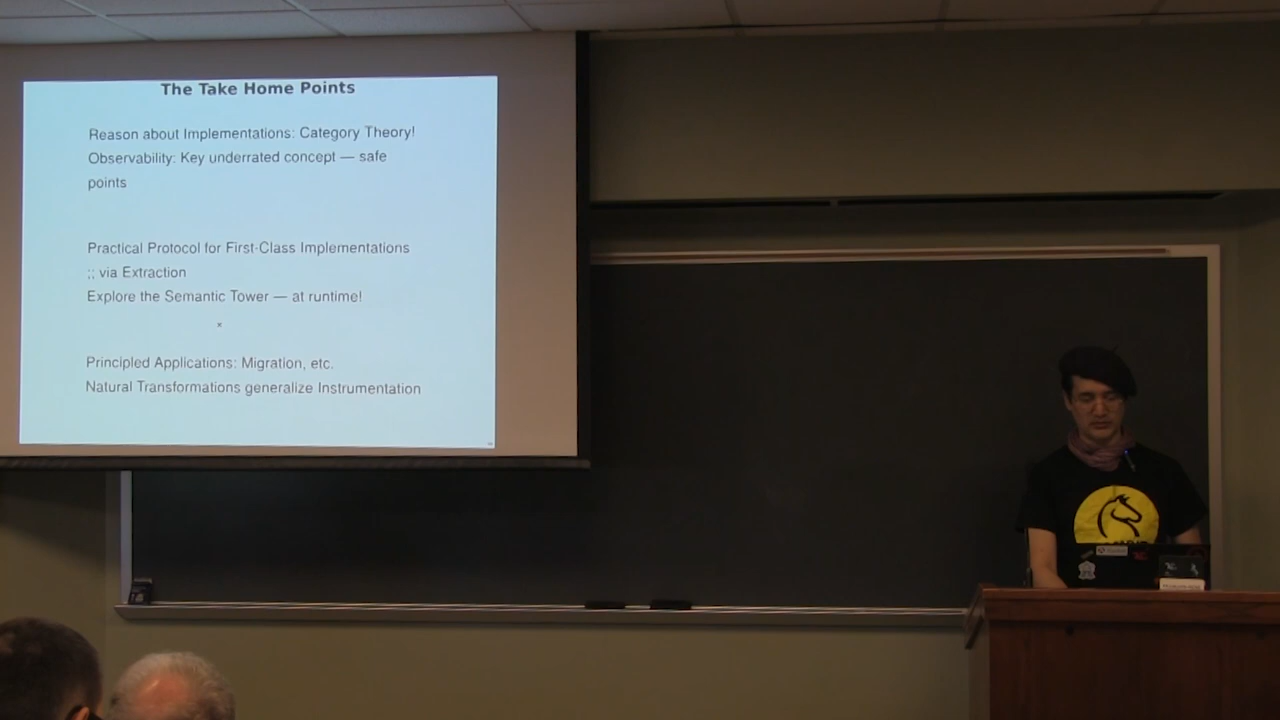 The Take Home Points
Reason about Implementations: Category Theory!
Observability: Key underrated concept — safe
points
Practical Protocol for First-Class Implementations
:: via Extraction
Explore the Semantic Tower — at runtime!
Principled Applications: Migration, etc.
Natural Transformations generalize Instrumentation